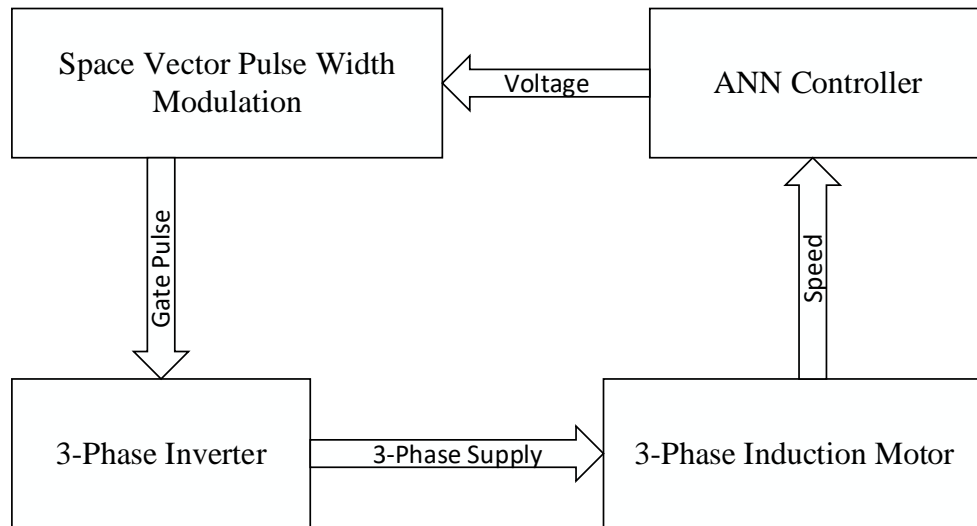 Space Vector Pulse Width
Modulation
Voltage
ANN Controller
Gate Pulse
Speed
3-Phase Inverter
3-Phase Supply
3-Phase Induction Motor